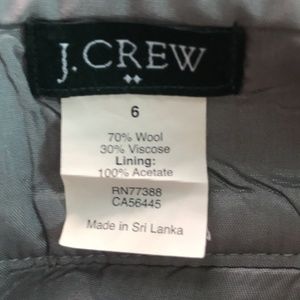 J.CREW
6
70% Wool
30% Viscose
Lining:
100% Acetate
RN77388
CA56445
Made in Sri Lanka